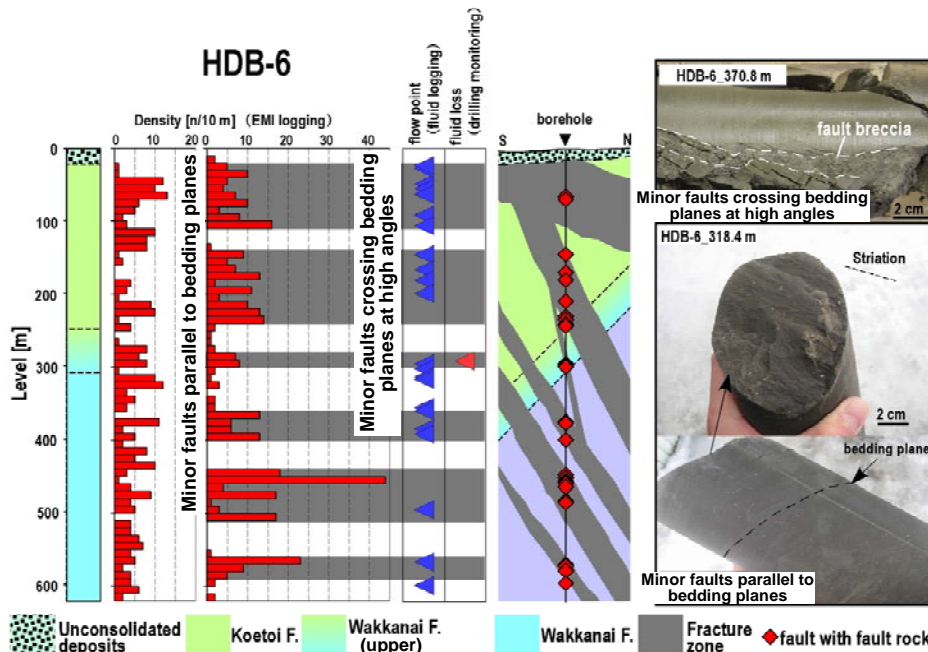 HDB-6
Density [n/10 m] (EMI logging)
0 10 20 30
0 10 20 30 40
flow point
(fluid logging)
fluid loss
(drilling monitoring)
borehole
S N
Level [m]
0
100
200
300
400
500
600
Minor faults parallel to bedding planes
Minor faults crossing bedding
planes at high angles
HDB-6_370.8 m
fault breccia
2 cm
Minor faults crossing bedding
planes at high angles
HDB-6_318.4 m
Striation
2 cm
bedding plane
Minor faults parallel to
bedding planes
Unconsolidated
deposits
Koetoi F.
Wakkanai F.
(upper)
Wakkanai F.
Fracture
zone
fault with fault rock